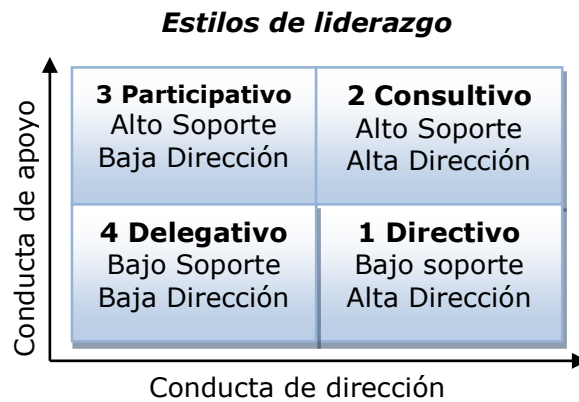 Estilos de liderazgo
Conducta de apoyo
3 Participativo
Alto Soporte
Baja Dirección
2 Consultivo
Alto Soporte
Alta Dirección
4 Delegativo
Bajo Soporte
Baja Dirección
1 Directivo
Bajo soporte
Alta Dirección
Conducta de dirección